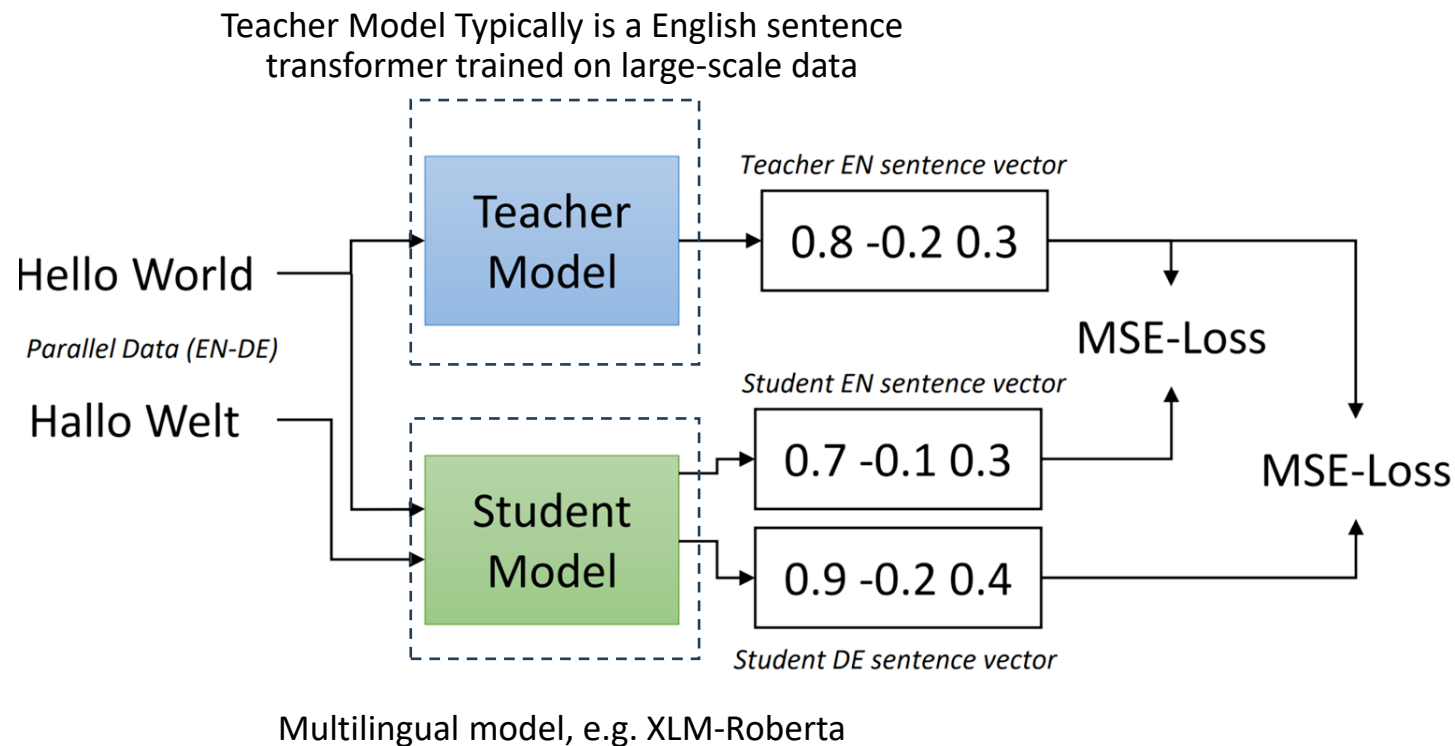 Teacher Model Typically is a English sentence
transformer trained on large-scale data
Teacher
Model
Teacher EN sentence vector
0.8 -0.2 0.3
Hello World
Parallel Data (EN-DE)
Hallo Welt
MSE-Loss
Student EN sentence vector
0.7 -0.1 0.3
MSE-Loss
Student
Model
0.9 -0.2 0.4
Student DE sentence vector
Multilingual model, e.g. XLM-Roberta